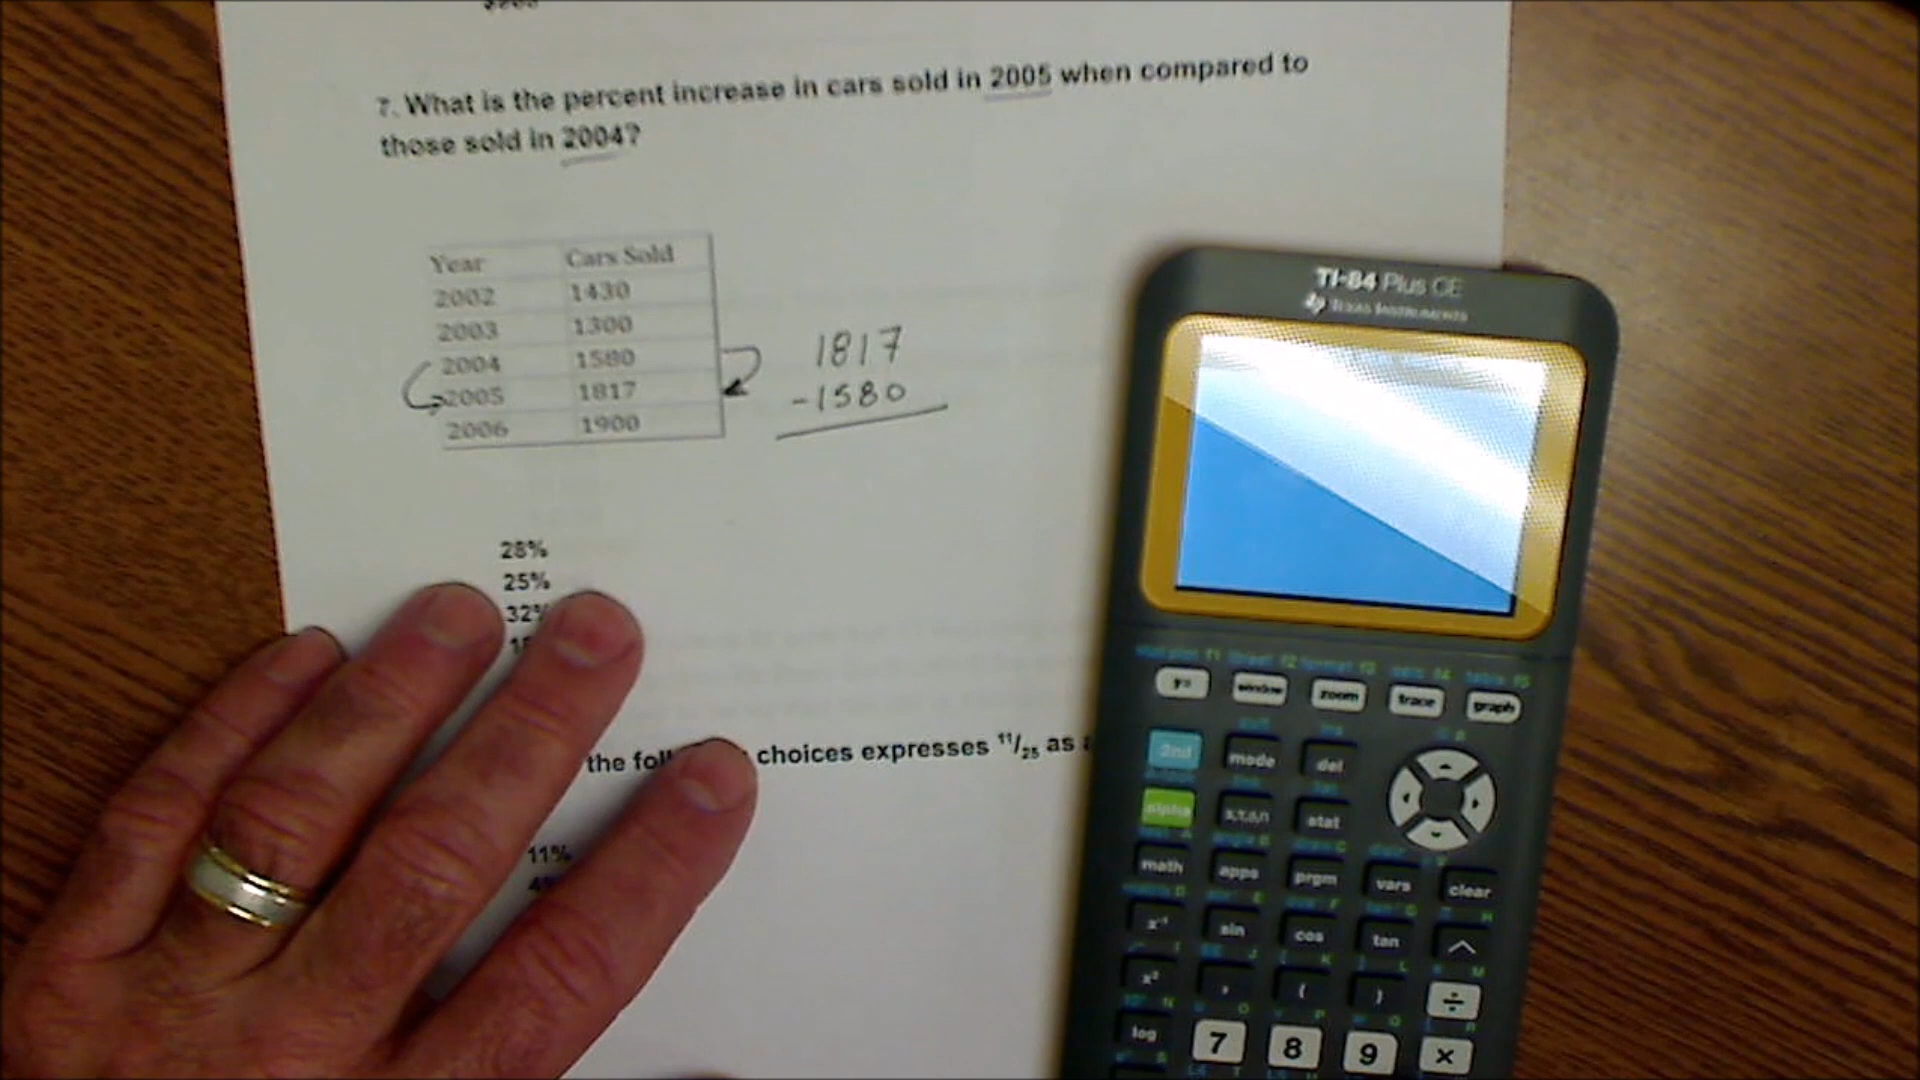 7. What is the percent increase in cars sold in 2005 when compared to
those sold in 2004?
Year Cars Sold
2002 1430
2003 1300
2004 1580
2005 1817
2006 1900
1817
-1580
28%
25%
32%
the choices expresses 11/25 as
11%
TI-84 Plus CE
Texas Instruments
y= window zoom trace graph
2nd mode del
alpha x,t,θ,n stat
math apps prgm vars clear
x⁻¹ sin cos tan ^
x² , ( ) ÷
log 7 8 9 ×